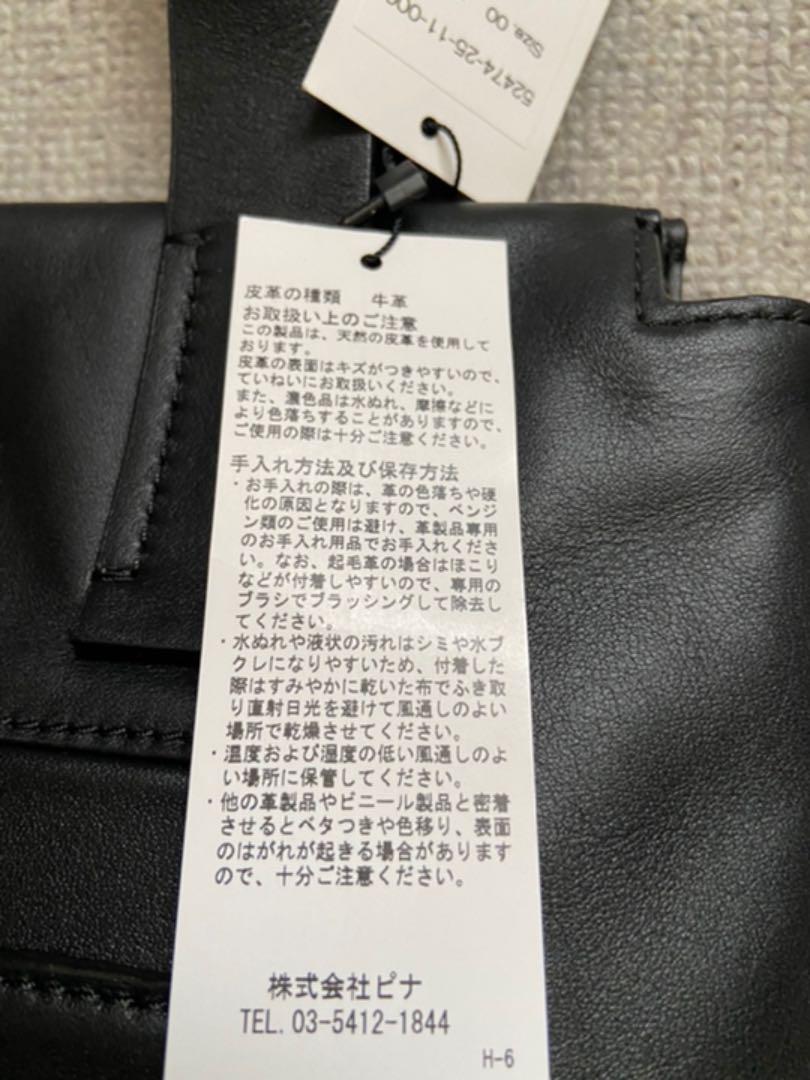 52474-25-11-00
Size. 00
皮革の種類　牛革
お取扱い上のご注意
この製品は、天然の皮革を使用して
おります。
皮革の表面はキズがつきやすいので、
ていねいにお取扱いください。
また、濃色品は水ぬれ、摩擦などに
より色落ちすることがありますので、
ご使用の際は十分ご注意ください。
手入れ方法及び保存方法
・お手入れの際は、革の色落ちや硬
化の原因となりますので、ベンジ
ン類のご使用は避け、革製品専用
のお手入れ用品でお手入れくださ
い。なお、起毛革の場合はほこり
などが付着しやすいので、専用の
ブラシでブラッシングして除去し
てください。
・水ぬれや液状の汚れはシミや水ブ
クレになりやすいため、付着した
際はすみやかに乾いた布でふき取
り直射日光を避けて風通しのよい
場所で乾燥させてください。
・温度および湿度の低い風通しのよ
い場所に保管してください。
・他の革製品やビニール製品と密着
させるとベタつきや色移り、表面
のはがれが起きる場合があります
ので、十分ご注意ください。
株式会社ピナ
TEL. 03-5412-1844
H-6